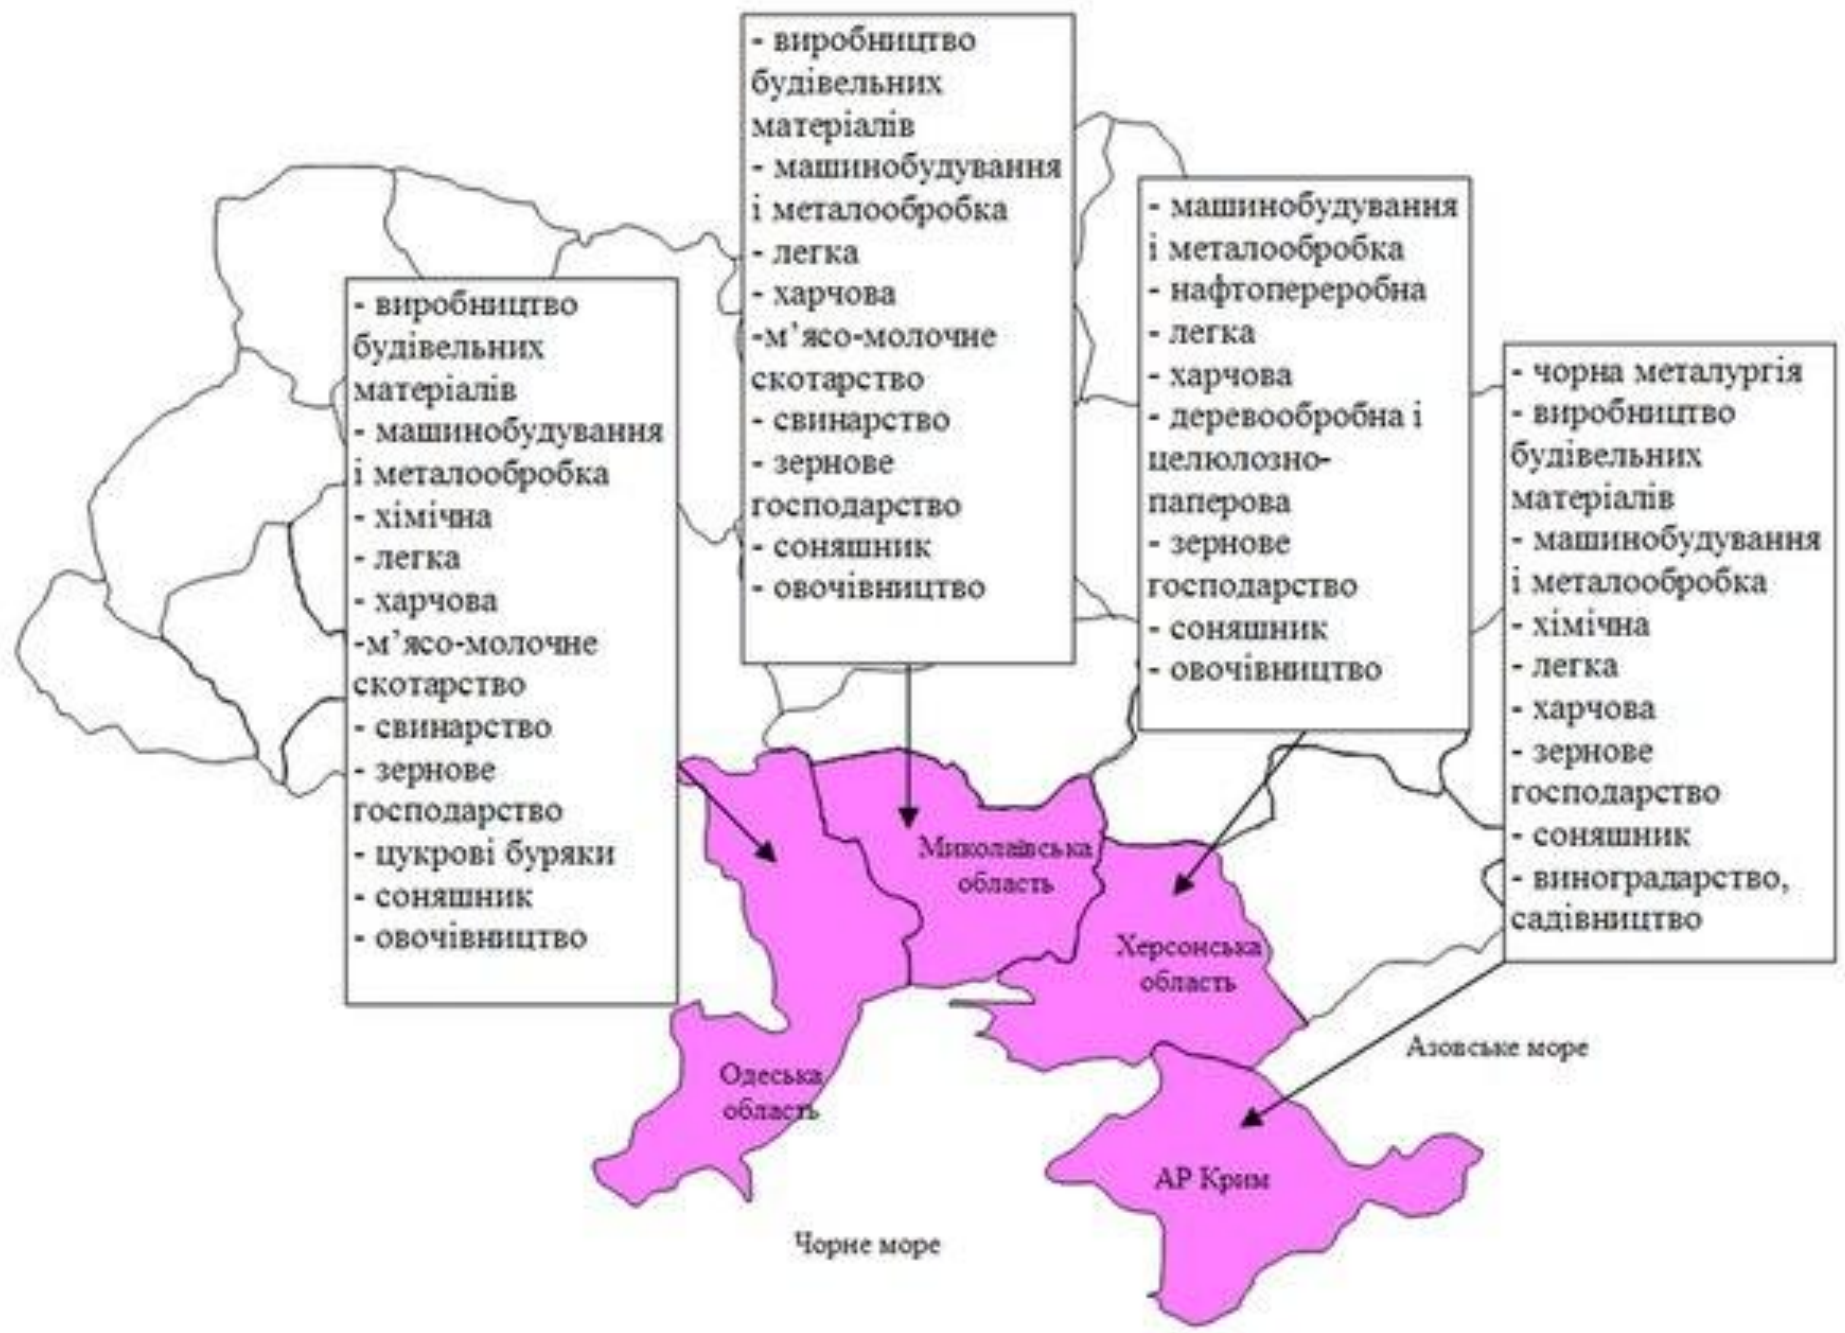 - виробництво
будівельних
матеріалів
- машинобудування
і металообробка
- хімічна
- легка
- харчова
-м’ясо-молочне
скотарство
- свинарство
- зернове
господарство
- цукрові буряки
- соняшник
- овочівництво
- виробництво
будівельних
матеріалів
- машинобудування
і металообробка
- легка
- харчова
-м’ясо-молочне
скотарство
- свинарство
- зернове
господарство
- соняшник
- овочівництво
- машинобудування
і металообробка
- нафтопереробна
- легка
- харчова
- деревообробна і
целюлозно-
паперова
- зернове
господарство
- соняшник
- овочівництво
- чорна металургія
- виробництво
будівельних
матеріалів
- машинобудування
і металообробка
- хімічна
- легка
- харчова
- зернове
господарство
- соняшник
- виноградарство,
садівництво
Миколаївська
область
Херсонська
область
Одеська
область
АР Крим
Азовське море
Чорне море